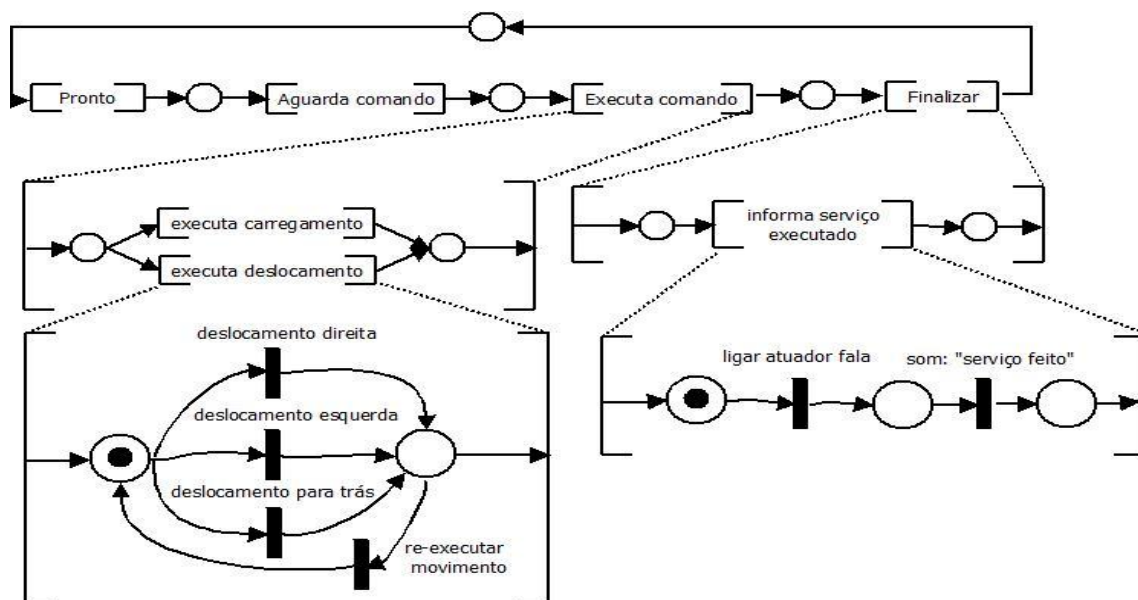 Pronto
Aguarda comando
Executa comando
Finalizar
executa carregamento
executa deslocamento
informa serviço
executado
deslocamento direita
deslocamento esquerda
deslocamento para trás
re-executar
movimento
ligar atuador fala
som: "serviço feito"